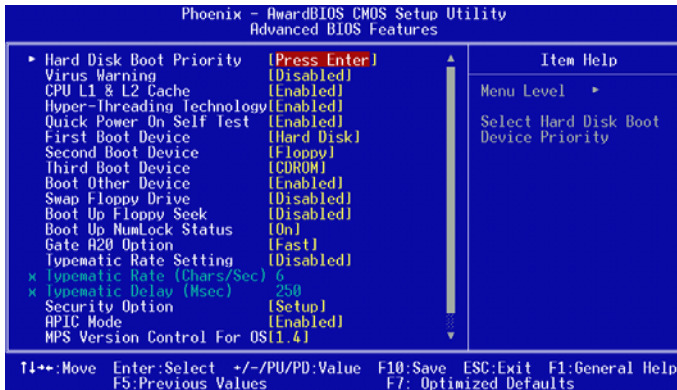 Phoenix - AwardBIOS CMOS Setup Utility
Advanced BIOS Features
Hard Disk Boot Priority [Press Enter]
Virus Warning [Disabled]
CPU L1 & L2 Cache [Enabled]
Hyper-Threading Technology[Enabled]
Quick Power On Self Test [Enabled]
First Boot Device [Hard Disk]
Second Boot Device [Floppy]
Third Boot Device [CDROM]
Boot Other Device [Enabled]
Swap Floppy Drive [Disabled]
Boot Up Floppy Seek [Disabled]
Boot Up NumLock Status [On]
Gate A20 Option [Fast]
Typematic Rate Setting [Disabled]
x Typematic Rate (Chars/Sec) 6
x Typematic Delay (Msec) 250
Security Option [Setup]
APIC Mode [Enabled]
MPS Version Control For OS[1.4]
Item Help
Menu Level
Select Hard Disk Boot
Device Priority
↑↓→←:Move Enter:Select +/-/PU/PD:Value F10:Save ESC:Exit F1:General Help
F5:Previous Values F7: Optimized Defaults